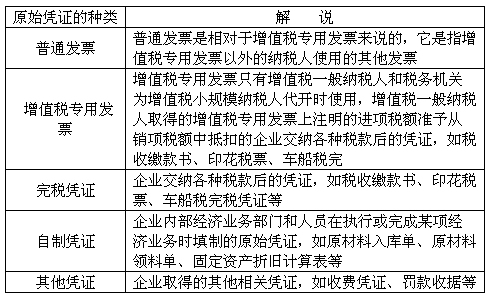 原始凭证的种类 解 说
普通发票
普通发票是相对于增值税专用发票来说的，它是指增
值税专用发票以外的纳税人使用的其他发票
增值税专用发
票
增值税专用发票只有增值税一般纳税人和税务机关
为增值税小规模纳税人代开时使用，增值税一般纳税
人取得的增值税专用发票上注明的进项税额准予从
销项税额中抵扣的企业交纳各种税款后的凭证，如税
收缴款书、印花税票、车船税完
完税凭证
企业交纳各种税款后的凭证，如税收缴款书、印花税
票、车船税完税凭证等
自制凭证
企业内部经济业务部门和人员在执行或完成某项经
济业务时填制的原始凭证，如原材料入库单、原材料
领料单、固定资产折旧计算表等
其他凭证
企业取得的其他相关凭证，如收费凭证、罚款收据等